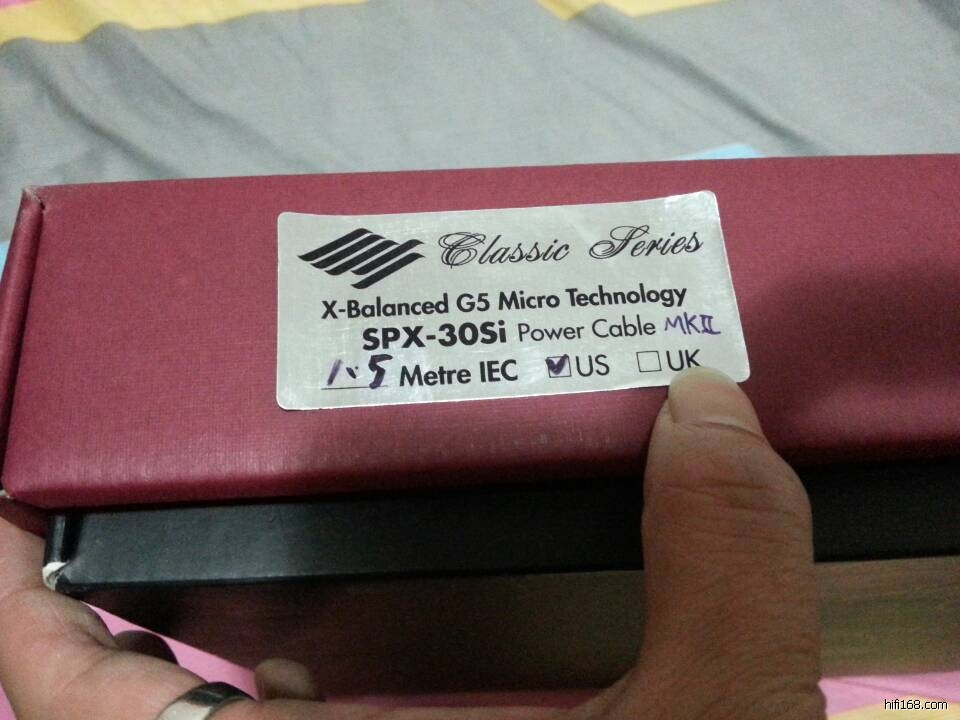 Classic Series
X-Balanced G5 Micro Technology
SPX-30Si Power Cable MKII
1.5 Metre IEC US UK
hifi168.com